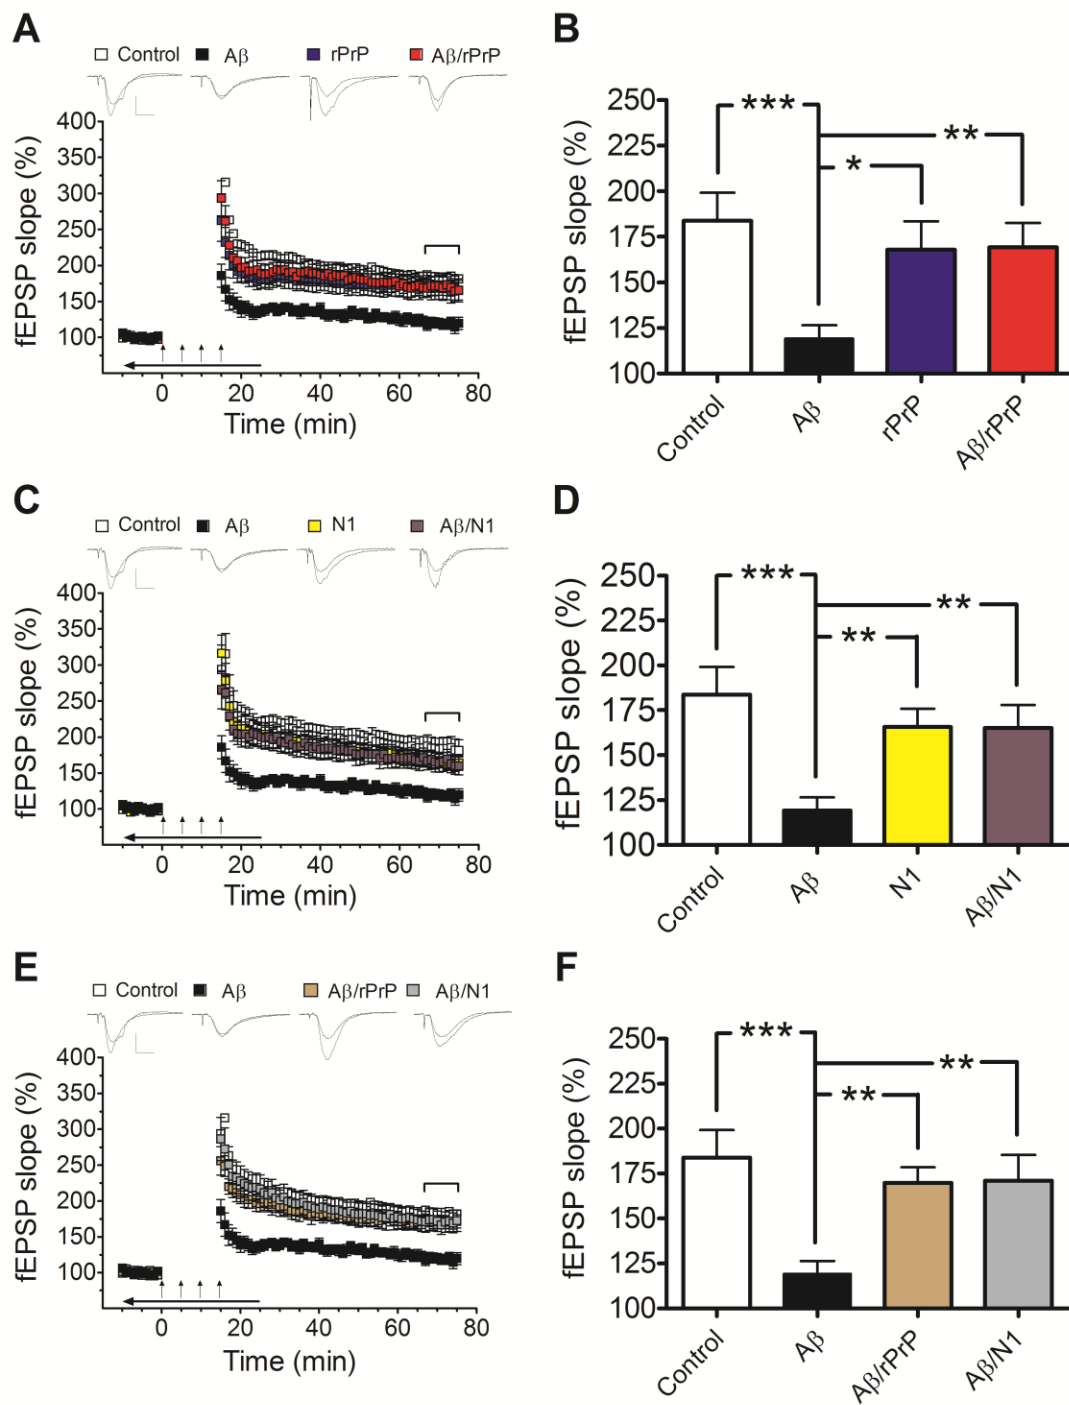 A
Control Aβ rPrP Aβ/rPrP
400
350
300
250
200
150
100
fEPSP slope (%)
0 20 40 60 80
Time (min)
B
250
225
200
175
160
125
100
fEPSP slope (%)
***
**
*
Control Aβ rPrP Aβ/rPrP
C
Control Aβ N1 Aβ/N1
400
350
300
250
200
150
100
fEPSP slope (%)
0 20 40 60 80
Time (min)
D
250
225
200
175
150
125
100
fEPSP slope (%)
***
**
**
Control Aβ N1 Aβ/N1
E
Control Aβ Aβ/rPrP Aβ/N1
400
350
300
250
200
150
100
fEPSP slope (%)
0 20 40 60 80
Time (min)
F
250
225
200
175
150
125
100
fEPSP slope (%)
***
**
**
Control Aβ Aβ/rPrP Aβ/N1